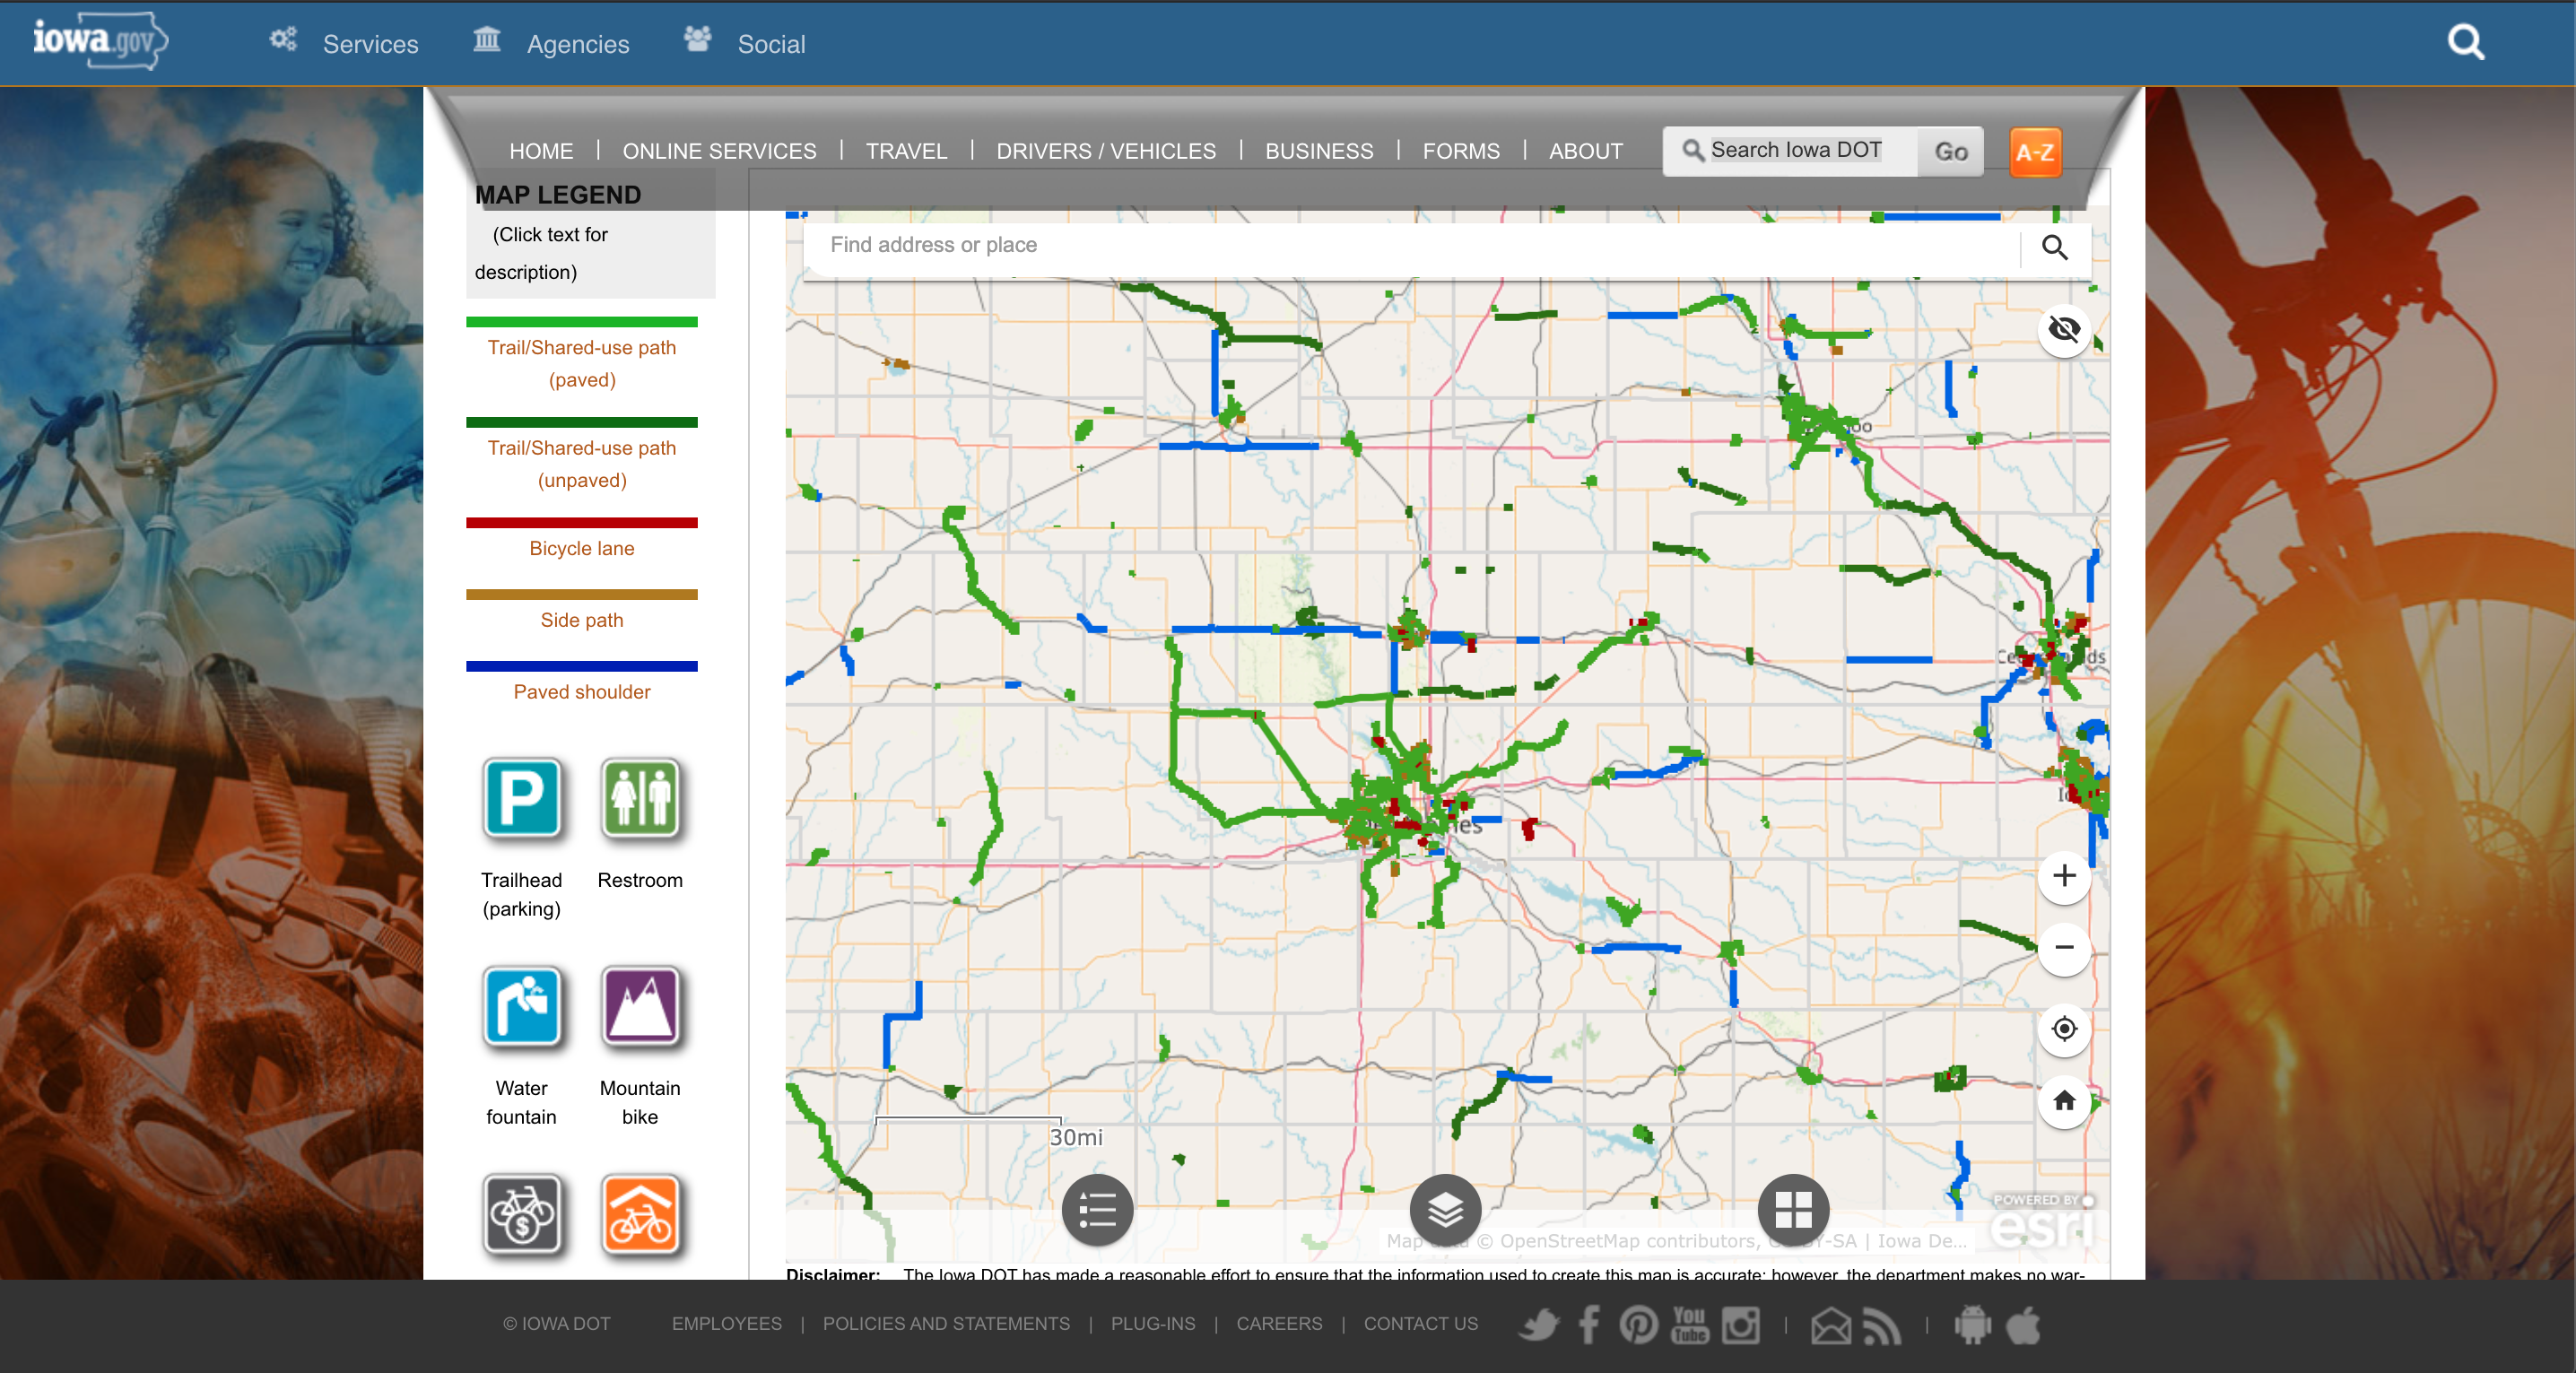 iowa.gov
Services
Agencies
Social
HOME | ONLINE SERVICES | TRAVEL | DRIVERS / VEHICLES | BUSINESS | FORMS | ABOUT
Search Iowa DOT
Go
A-Z
MAP LEGEND
(Click text for
description)
Trail/Shared-use path
(paved)
Trail/Shared-use path
(unpaved)
Bicycle lane
Side path
Paved shoulder
P
Trailhead
(parking)
Restroom
Water
fountain
Mountain
bike
$
Find address or place
30mi
POWERED BY
esri
Map © OpenStreetMap contributors, | Iowa De...
Disclaimer: The Iowa DOT has made a reasonable effort to ensure that the information used to create this map is accurate; however, the department makes no war-
© IOWA DOT
EMPLOYEES | POLICIES AND STATEMENTS | PLUG-INS | CAREERS | CONTACT US
You
Tube